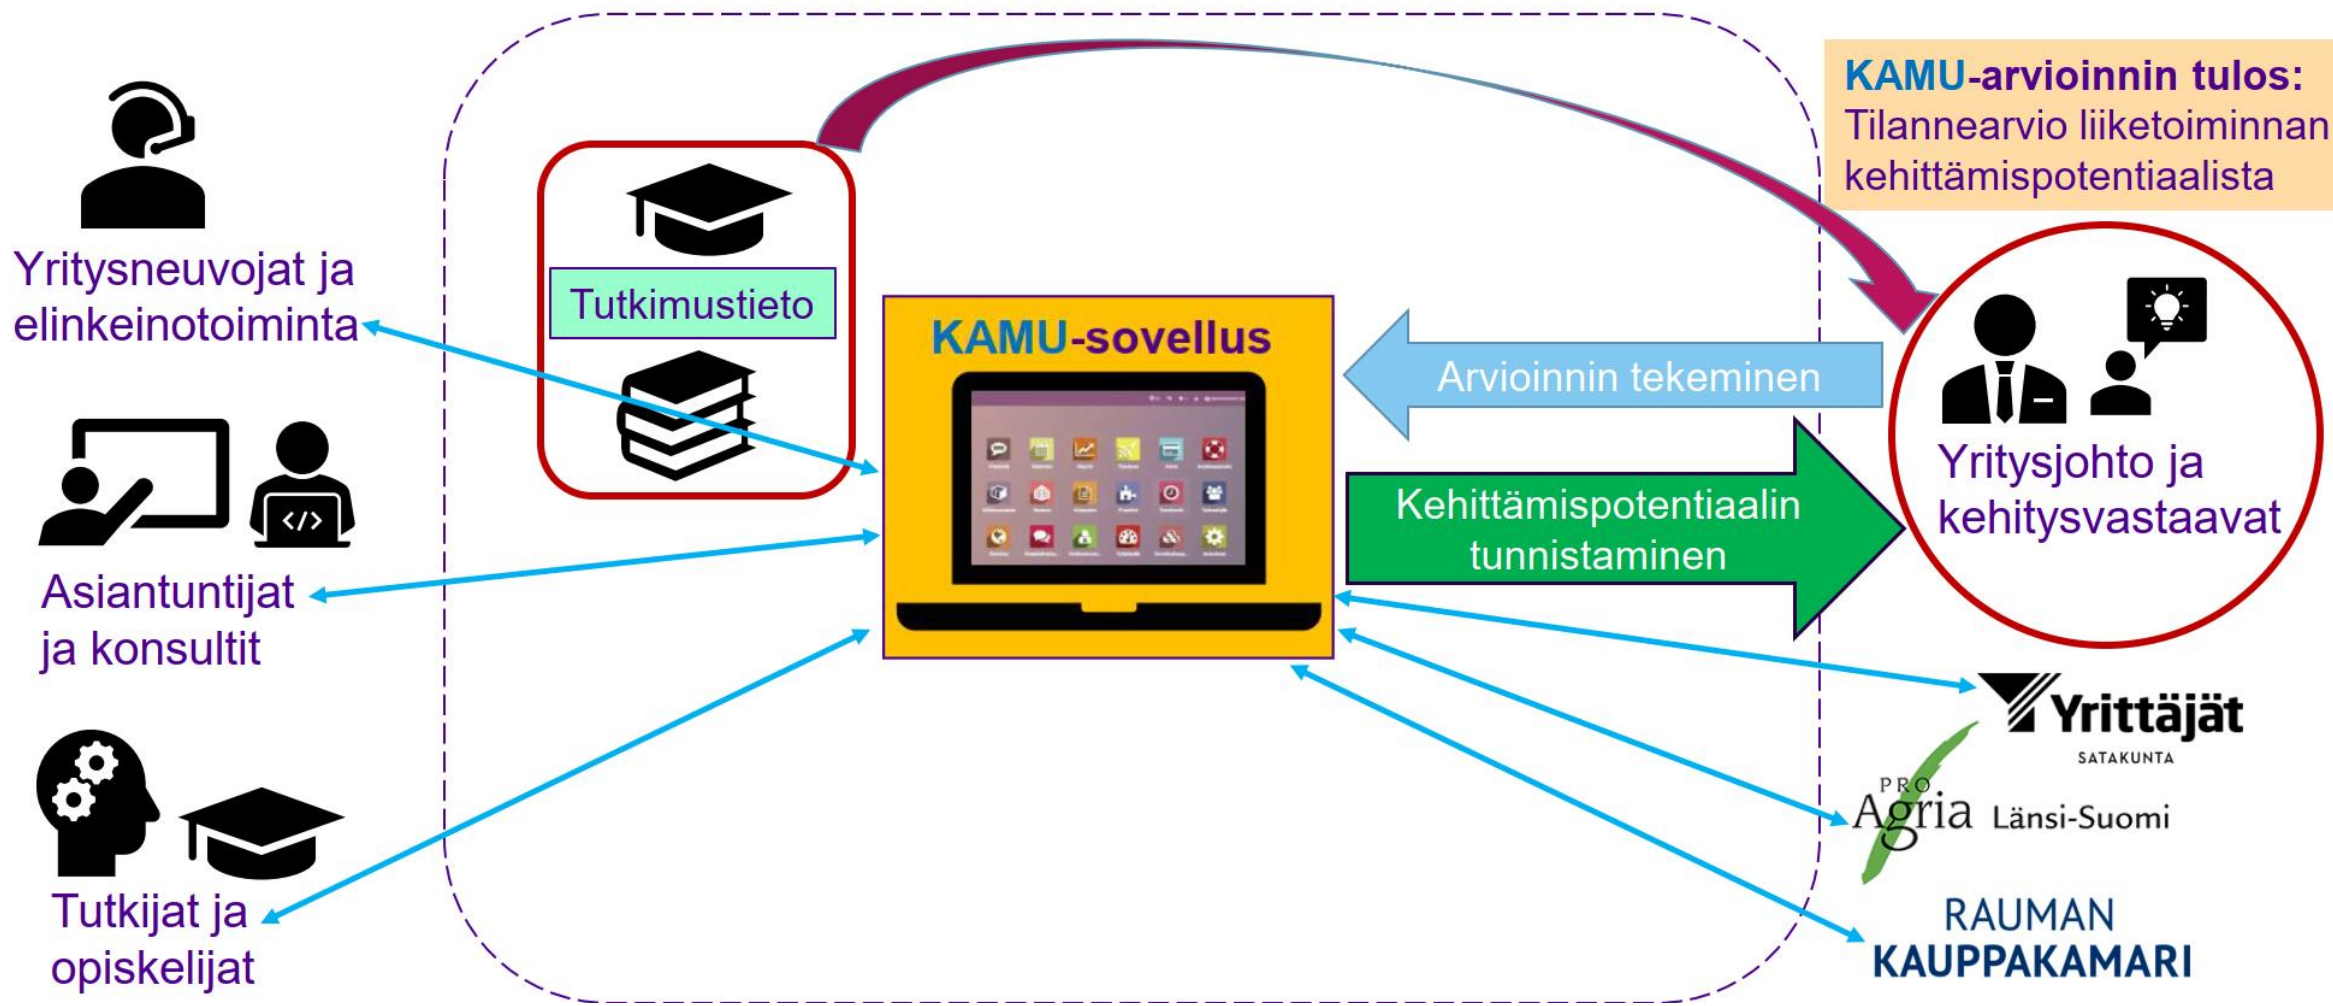 KAMU-arvioinnin tulos:
Tilannearvio liiketoiminnan
kehittämispotentiaalista
Yritysneuvojat ja
elinkeinotoiminta
Tutkimustieto
KAMU-sovellus
Arvioinnin tekeminen
Kehittämispotentiaalin
tunnistaminen
Yritysjohto ja
kehitysvastaavat
</>
Asiantuntijat
ja konsultit
Tutkijat ja
opiskelijat
Yrittäjät
SATAKUNTA
PRO
Agria Länsi-Suomi
RAUMAN
KAUPPAKAMARI